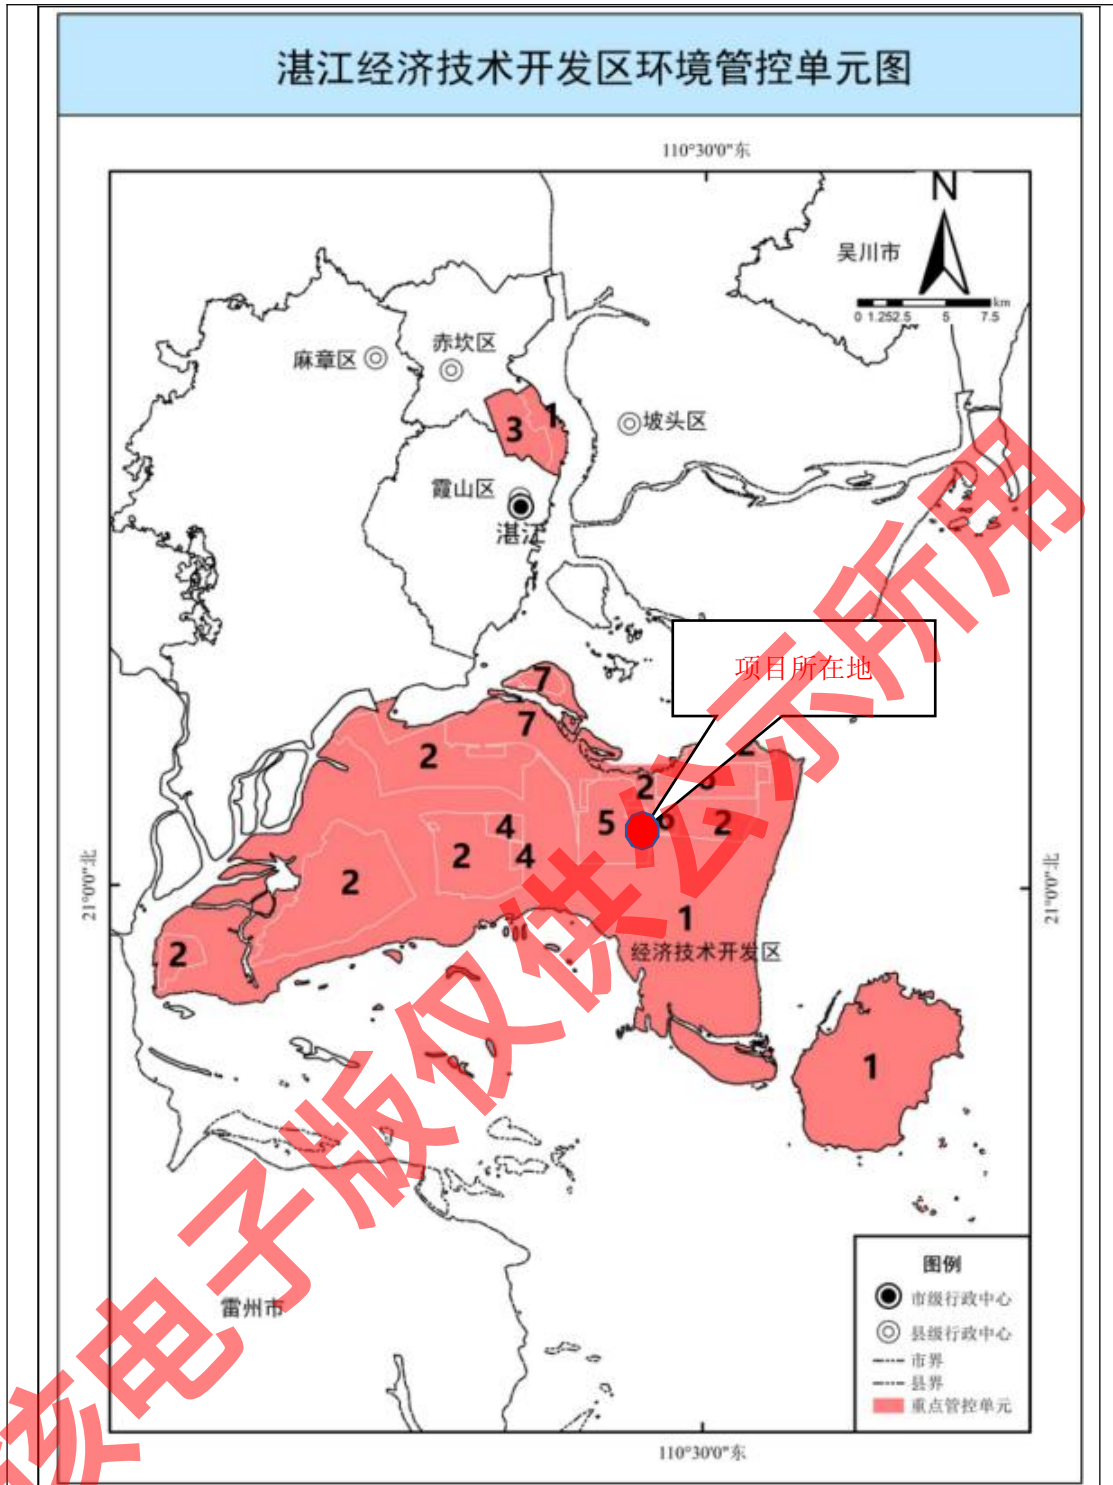 湛江经济技术开发区环境管控单元图
110°30'0"东
N
吴川市
km
0 1.252.5 5 7.5
赤坎区
麻章区
1
3
坡头区
霞山区
湛江
项目所在地
7
7
2
2
2
6
5
6
2
4
2
4
2
21°0'0"北
21°0'0"北
1
经济技术开发区
2
1
雷州市
图例
市级行政中心
县级行政中心
市界
县界
重点管控单元
110°30'0"东
该电子版仅供公示所用